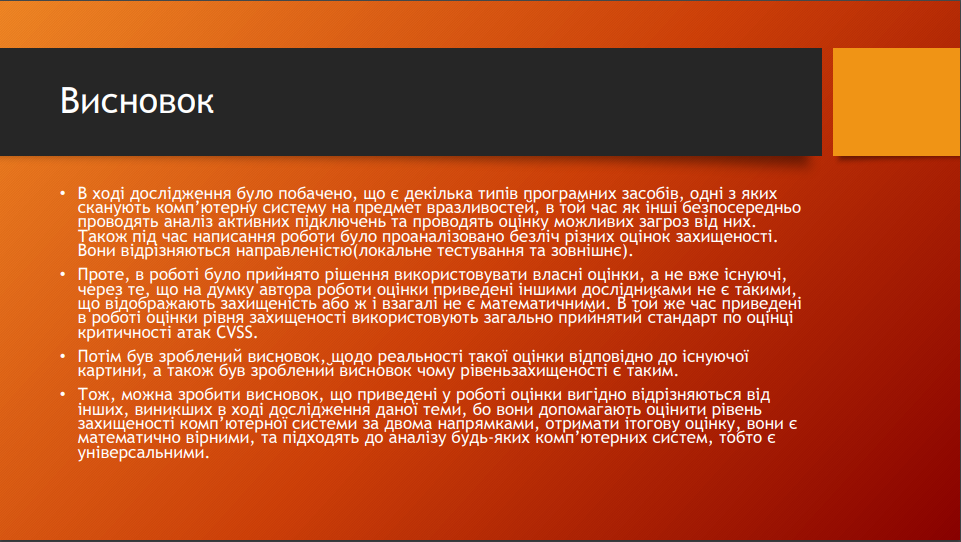 Висновок
• В ході дослідження було побачено, що є декілька типів програмних засобів, одні з яких
сканують комп'ютерну систему на предмет вразливостей, в той час як інші безпосередньо
проводять аналіз активних підключень та проводять оцінку можливих загроз від них.
Також під час написання роботи було проаналізовано безліч різних оцінок захищеності.
Вони відрізняються направленістю(локальне тестування та зовнішнє).
• Проте, в роботі було прийнято рішення використовувати власні оцінки, а не вже існуючі,
через те, що на думку автора роботи оцінки приведені іншими дослідниками не є такими,
що відображають захищеність або ж і взагалі не є математичними. В той же час приведені
в роботі оцінки рівня захищеності використовують загально прийнятий стандарт по оцінці
критичності атак CVSS.
• Потім був зроблений висновок, щодо реальності такої оцінки відповідно до існуючої
картини, а також був зроблений висновок чому рівеньзахищеності є таким.
• Тож, можна зробити висновок, що приведені у роботі оцінки вигідно відрізняються від
інших, виникших в ході дослідження даної теми, бо вони допомагають оцінити рівень
захищеності комп'ютерної системи за двома напрямками, отримати ітогову оцінку, вони є
математично вірними, та підходять до аналізу будь-яких комп'ютерних систем, тобто є
універсальними.